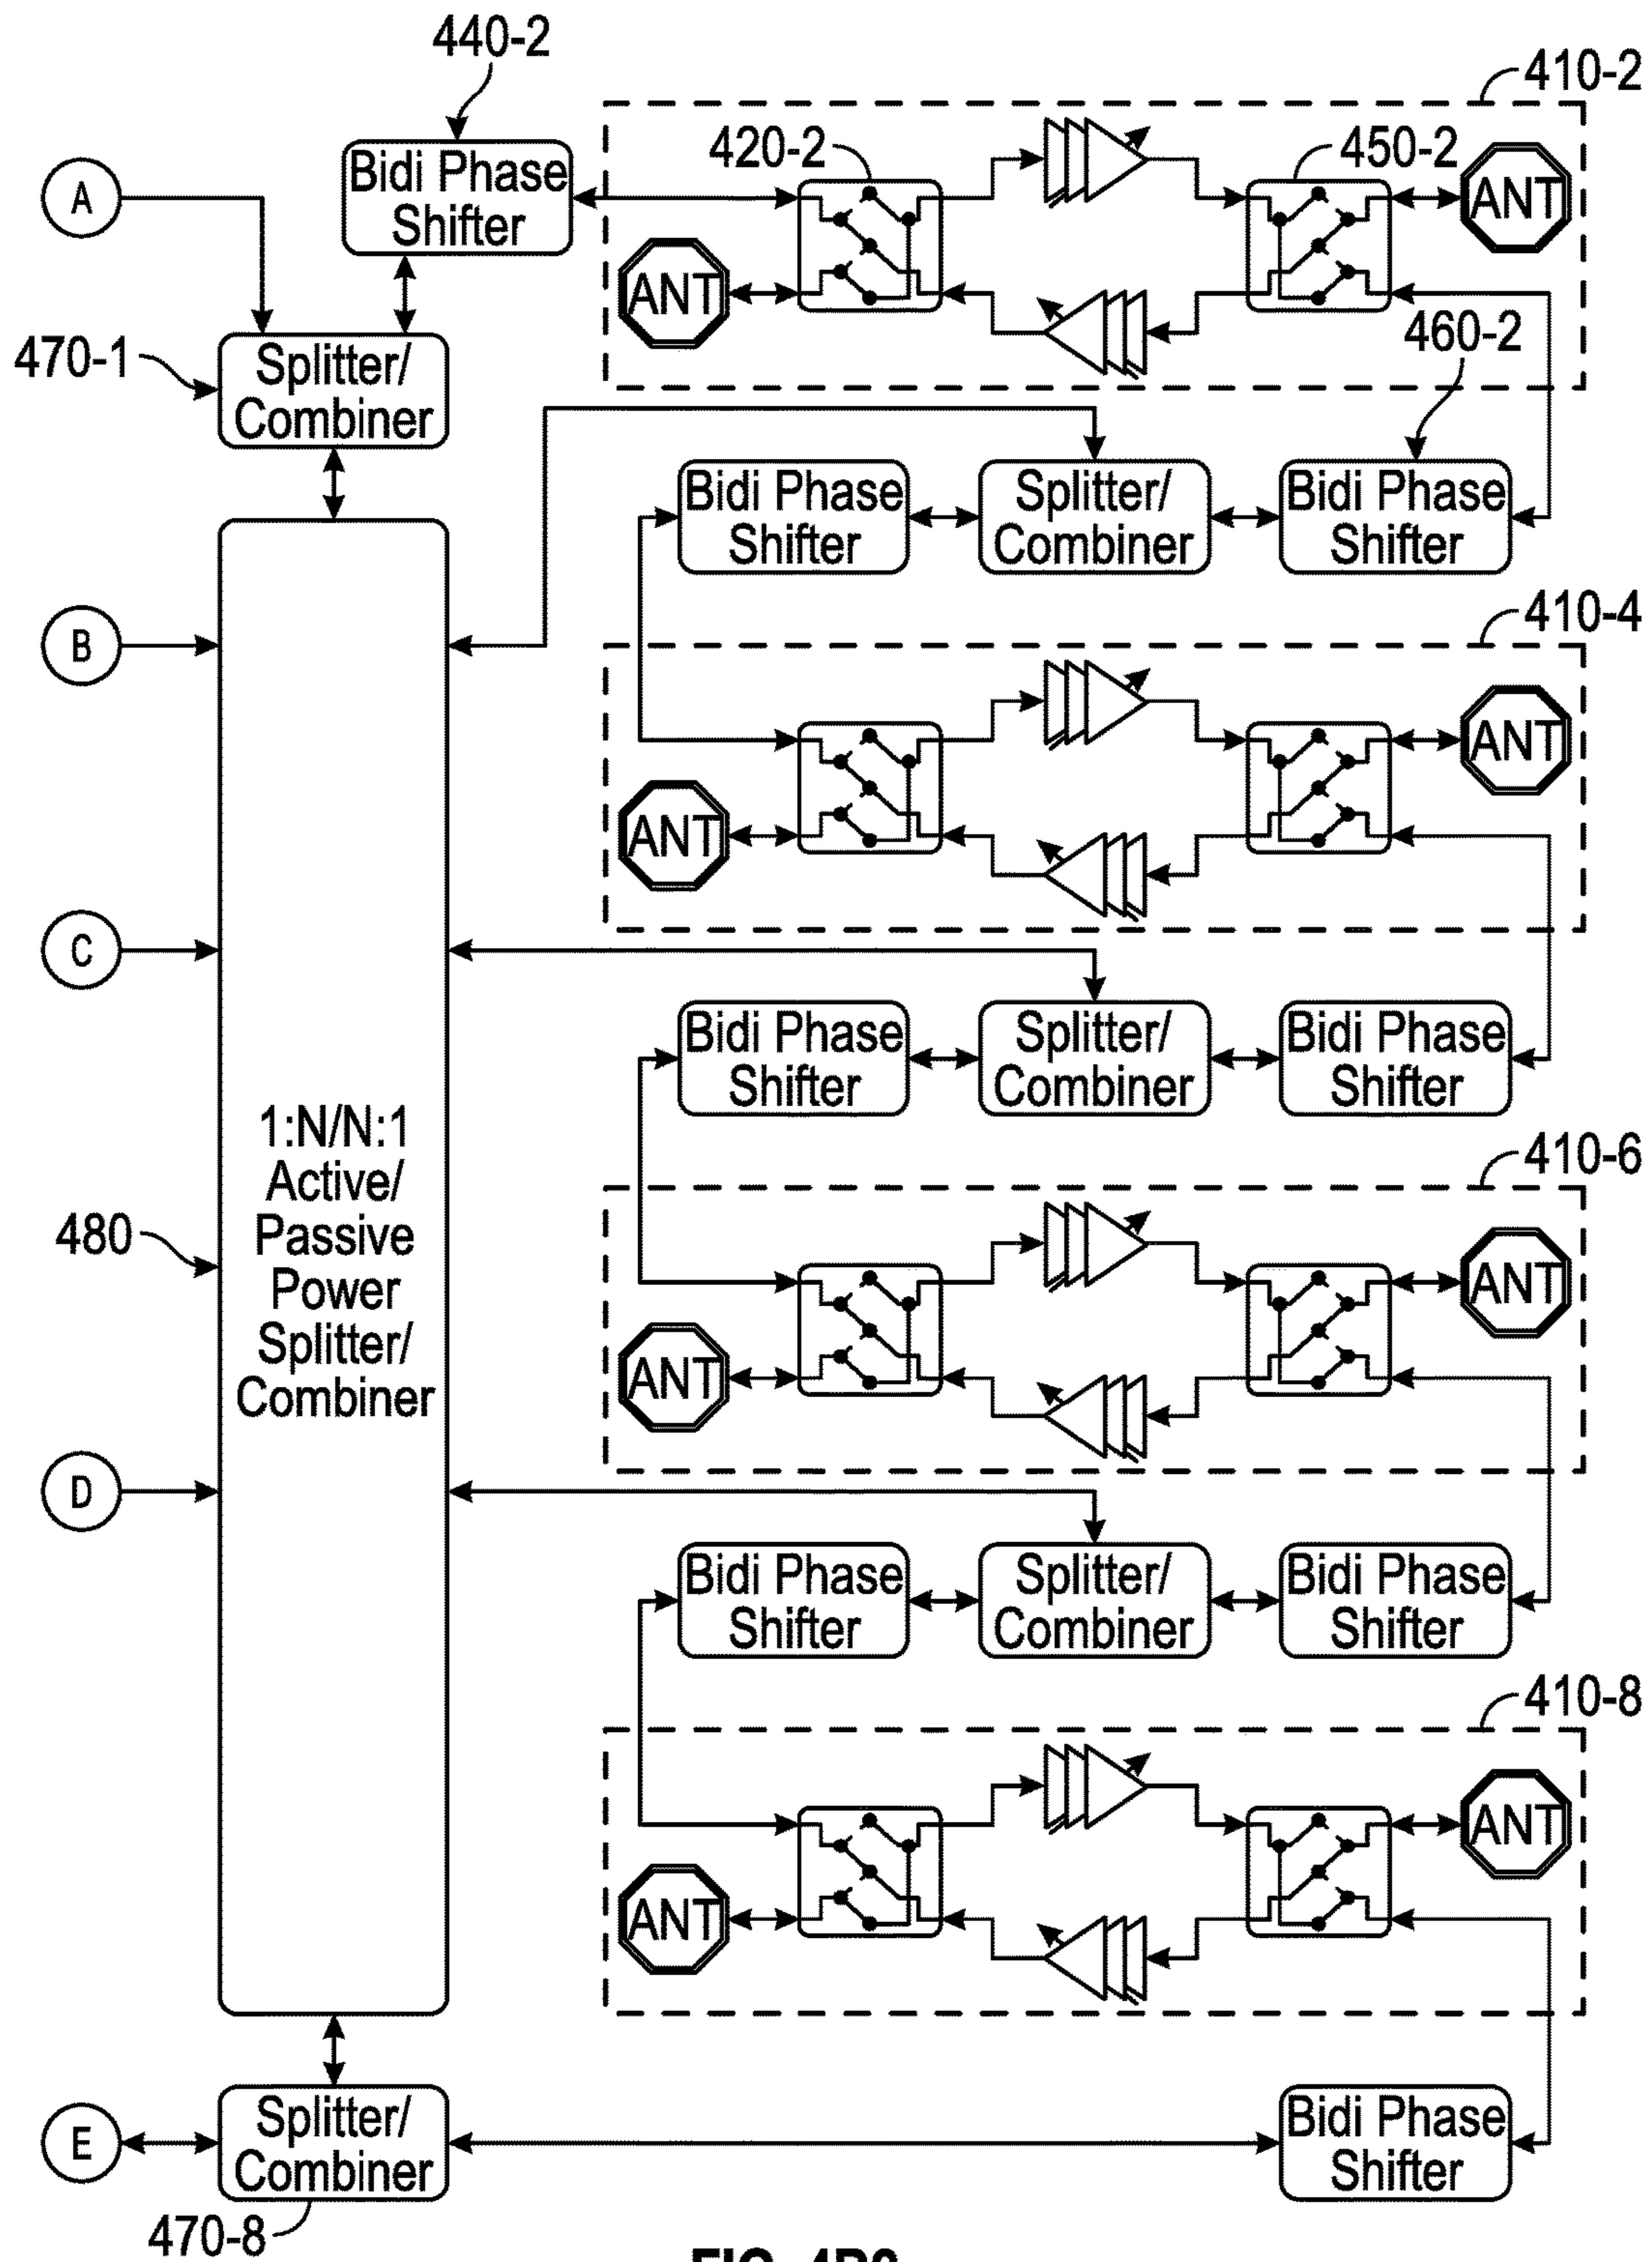 440-2
410-2
420-2
450-2
A
Bidi Phase
Shifter
ANT
ANT
470-1
Splitter/
Combiner
460-2
Bidi Phase
Shifter
Splitter/
Combiner
Bidi Phase
Shifter
410-4
B
ANT
ANT
C
Bidi Phase
Shifter
Splitter/
Combiner
Bidi Phase
Shifter
480
1:N/N:1
Active/
Passive
Power
Splitter/
Combiner
410-6
ANT
ANT
D
Bidi Phase
Shifter
Splitter/
Combiner
Bidi Phase
Shifter
410-8
ANT
ANT
E
Splitter/
Combiner
Bidi Phase
Shifter
470-8